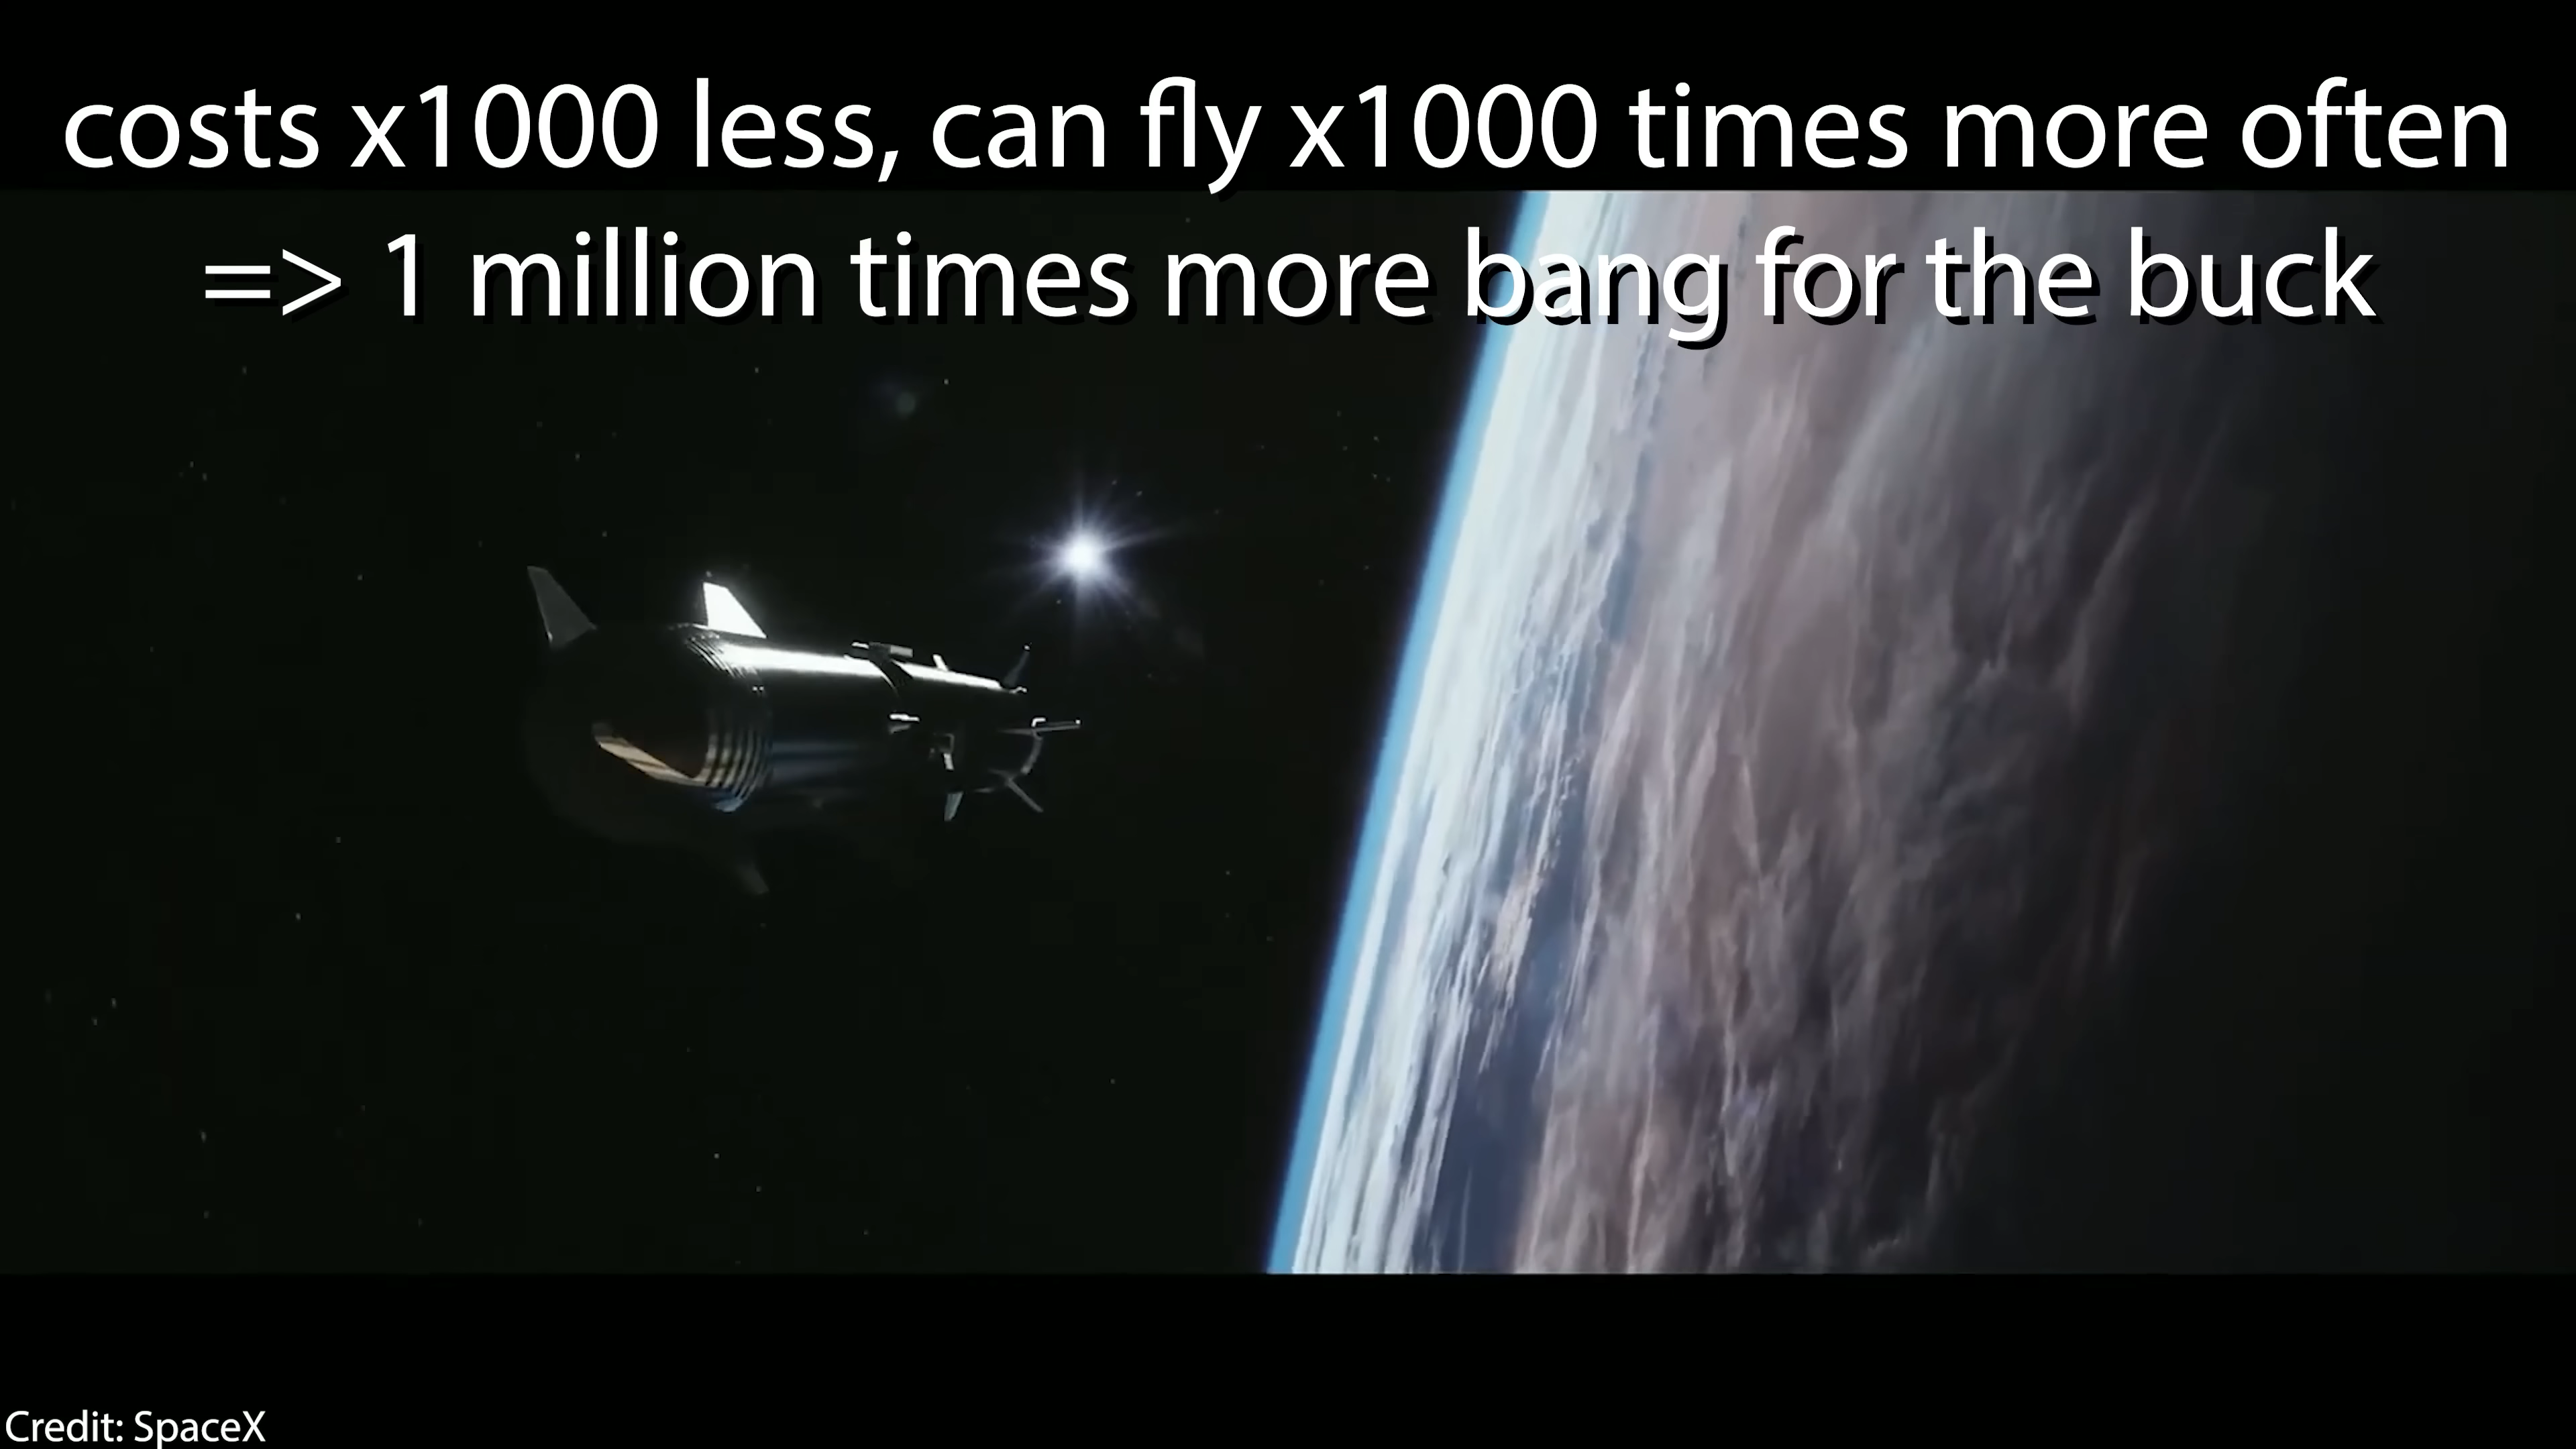 costs x1000 less, can fly x1000 times more often
=> 1 million times more bang for the buck
Credit: SpaceX